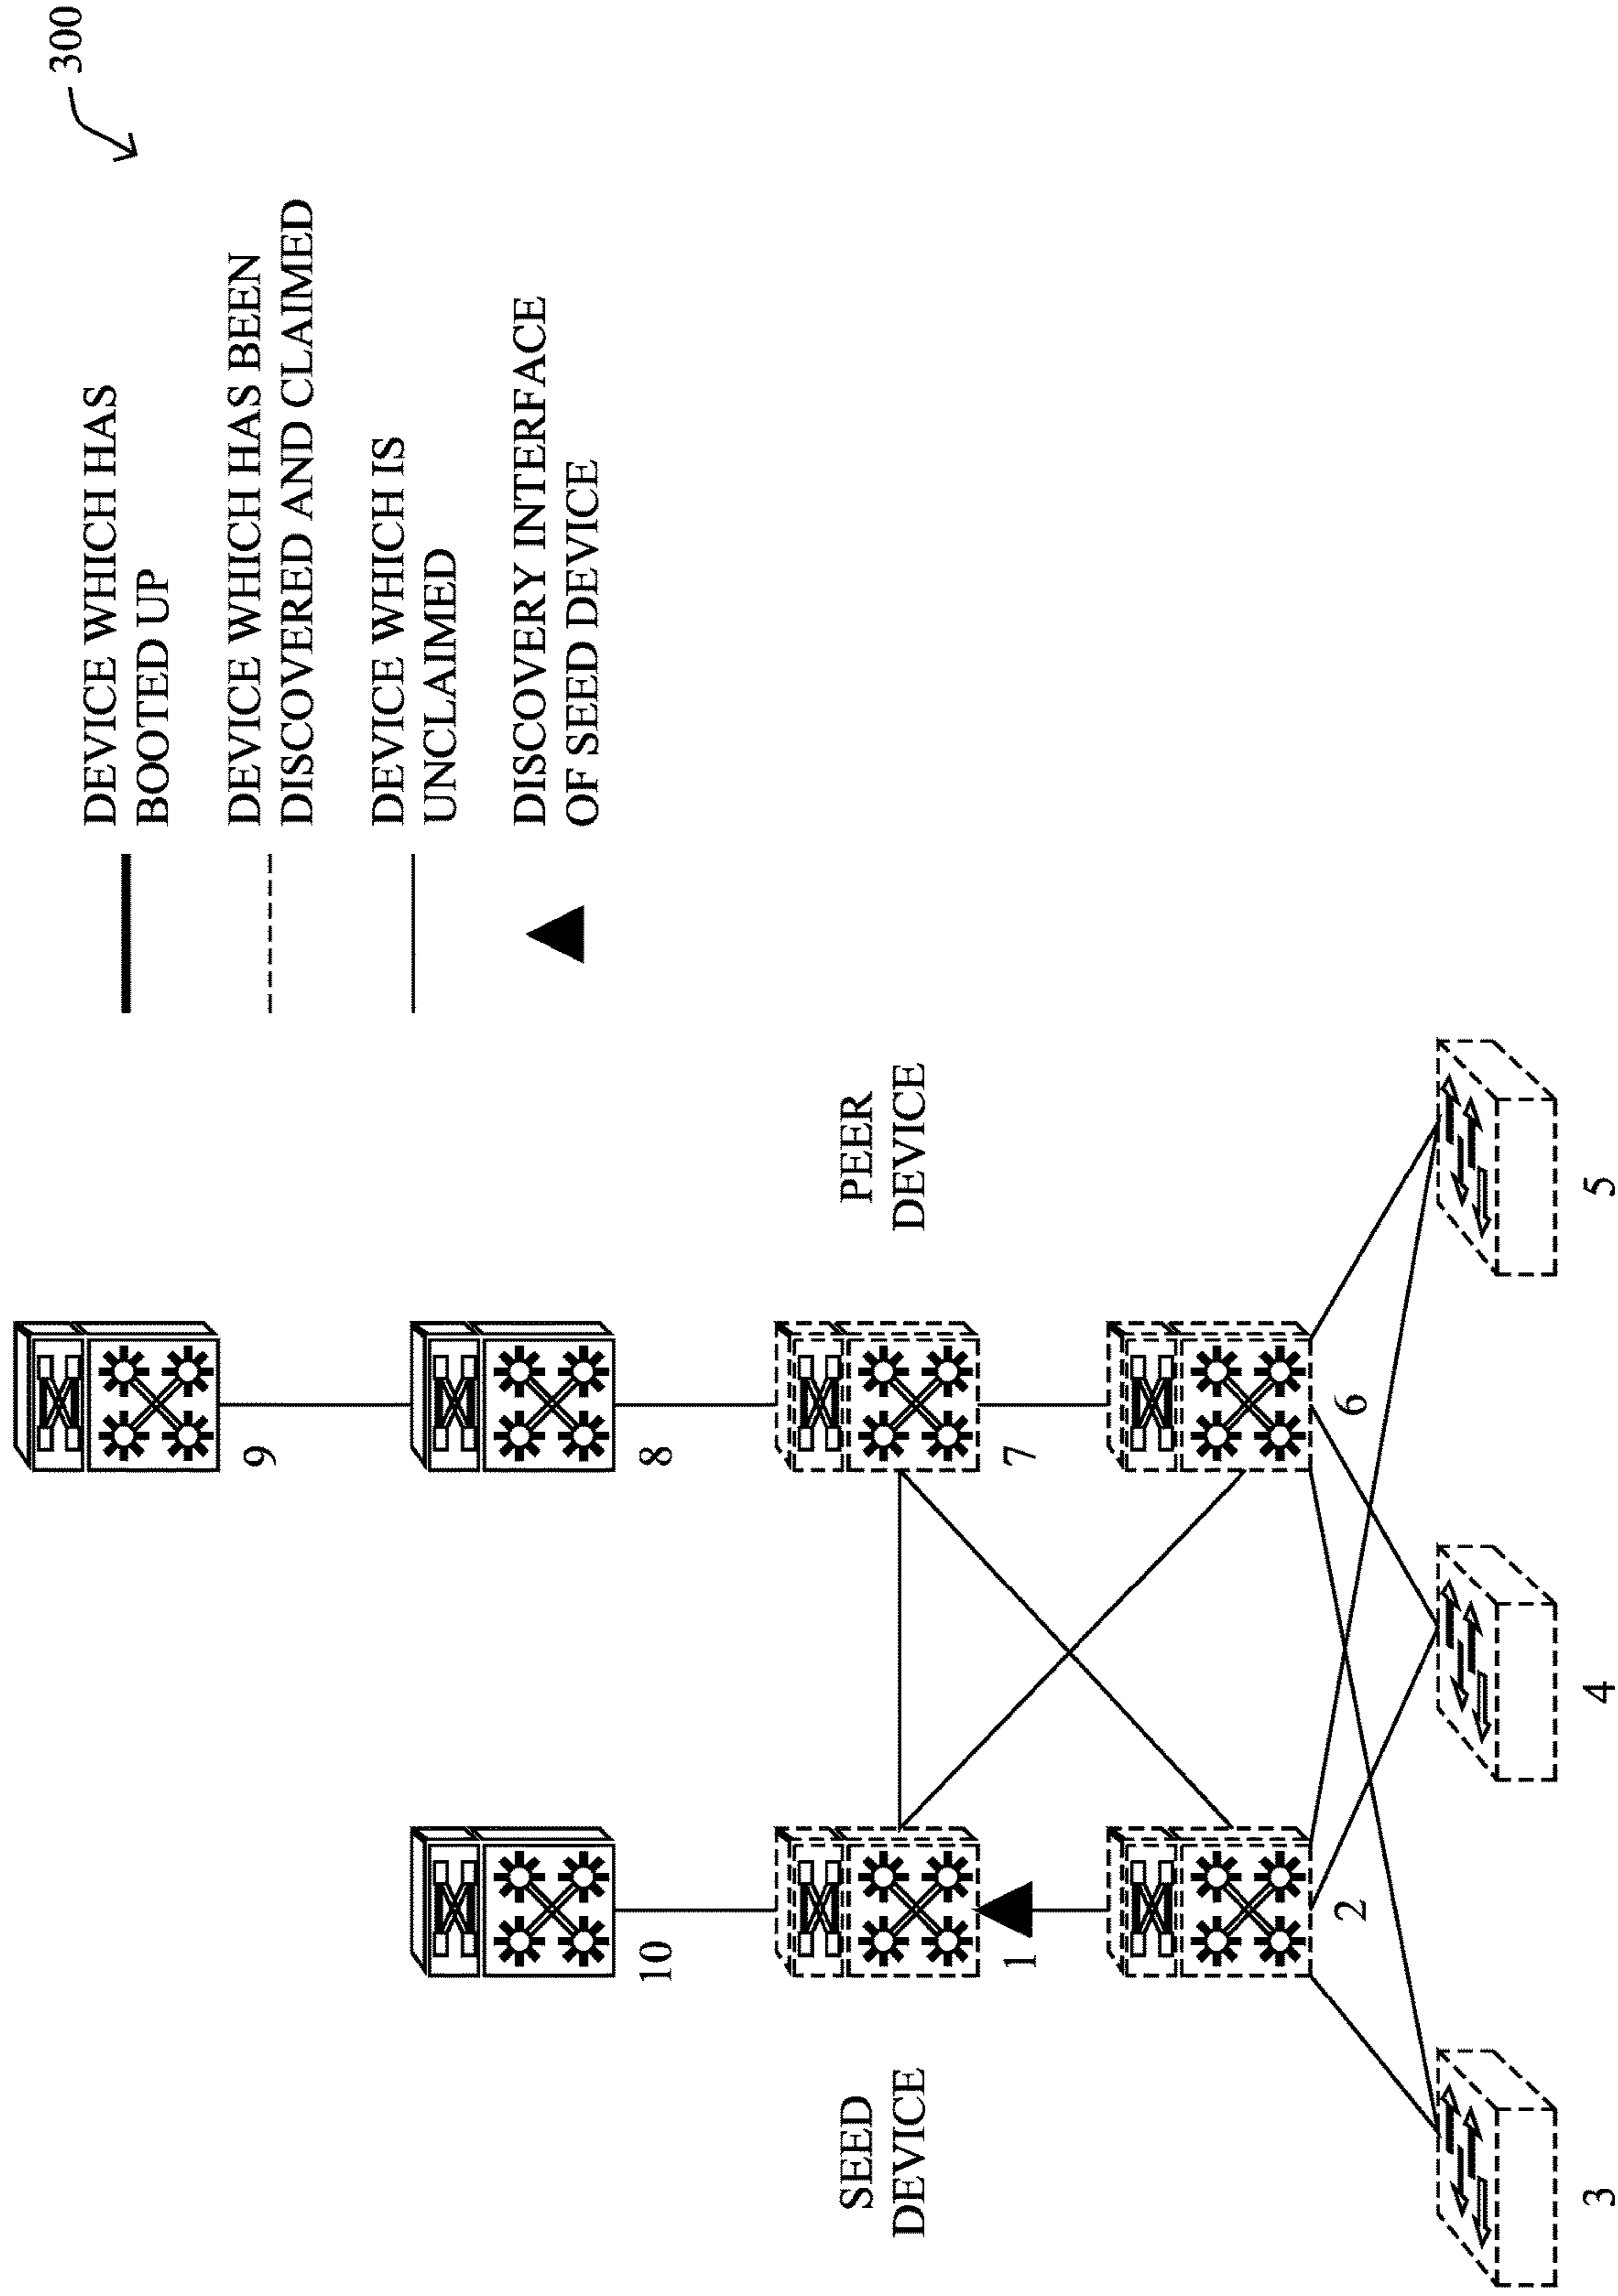 300
DEVICE WHICH HAS
BOOTED UP
DEVICE WHICH HAS BEEN
DISCOVERED AND CLAIMED
DEVICE WHICH IS
UNCLAIMED
DISCOVERY INTERFACE
OF SEED DEVICE
9
10
8
SEED
DEVICE
PEER
DEVICE
1
7
2
6
3
4
5